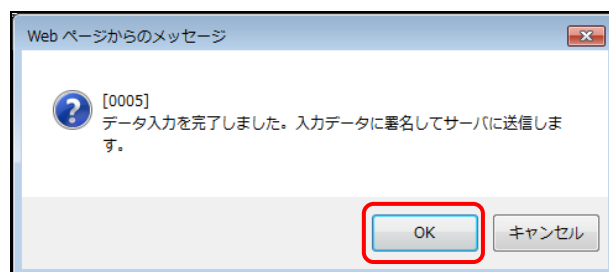 Web ページからのメッセージ
[0005]
データ入力を完了しました。入力データに署名してサーバに送信しま
す。
OK
キャンセル